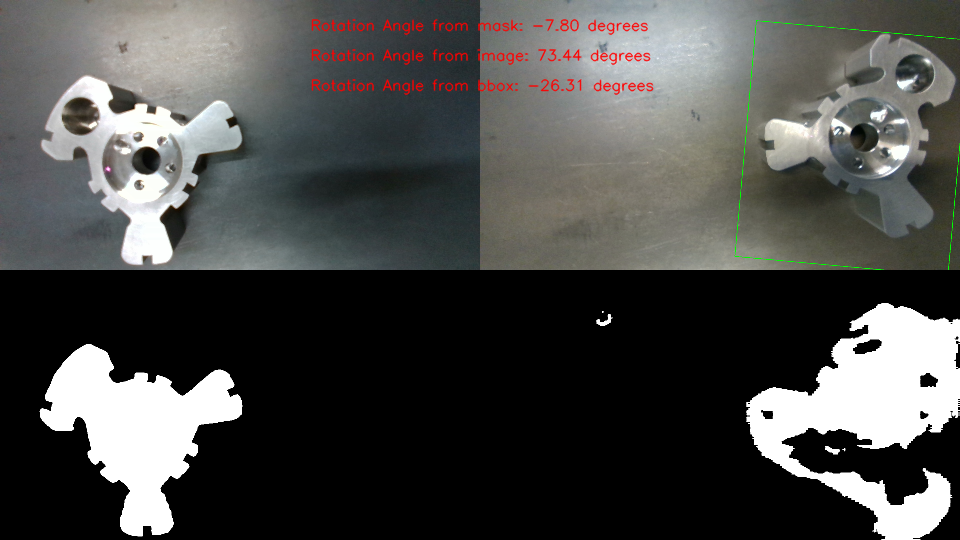 Rotation Angle from mask: -7.80 degrees
Rotation Angle from image: 73.44 degrees
Rotation Angle from bbox: -26.31 degrees